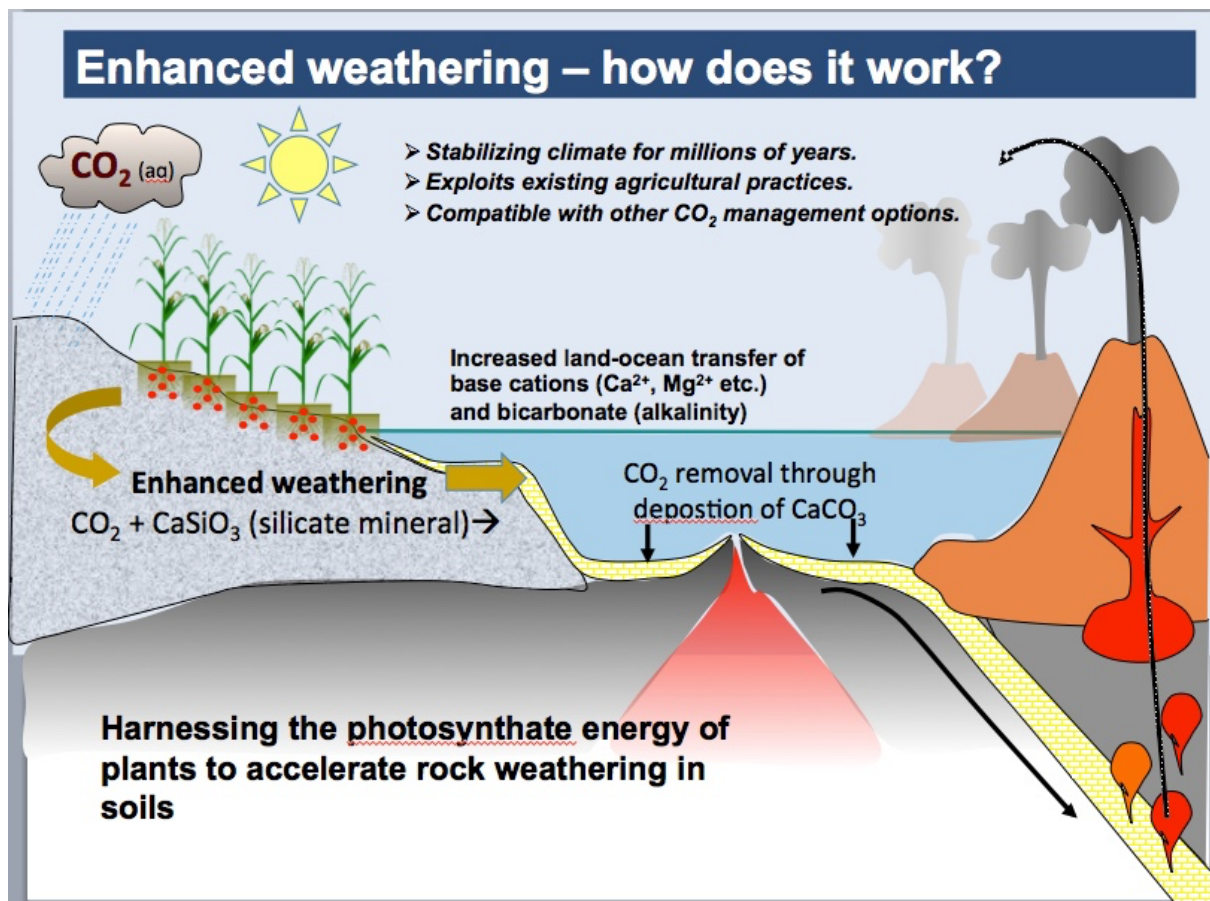 Enhanced weathering – how does it work?
CO₂ (aq)
➢ Stabilizing climate for millions of years.
➢ Exploits existing agricultural practices.
➢ Compatible with other CO₂ management options.
Increased land-ocean transfer of
base cations (Ca²⁺, Mg²⁺ etc.)
and bicarbonate (alkalinity)
Enhanced weathering
CO₂ + CaSiO₃ (silicate mineral)→
CO₂ removal through
depostion of CaCO₃
Harnessing the photosynthate energy of
plants to accelerate rock weathering in
soils